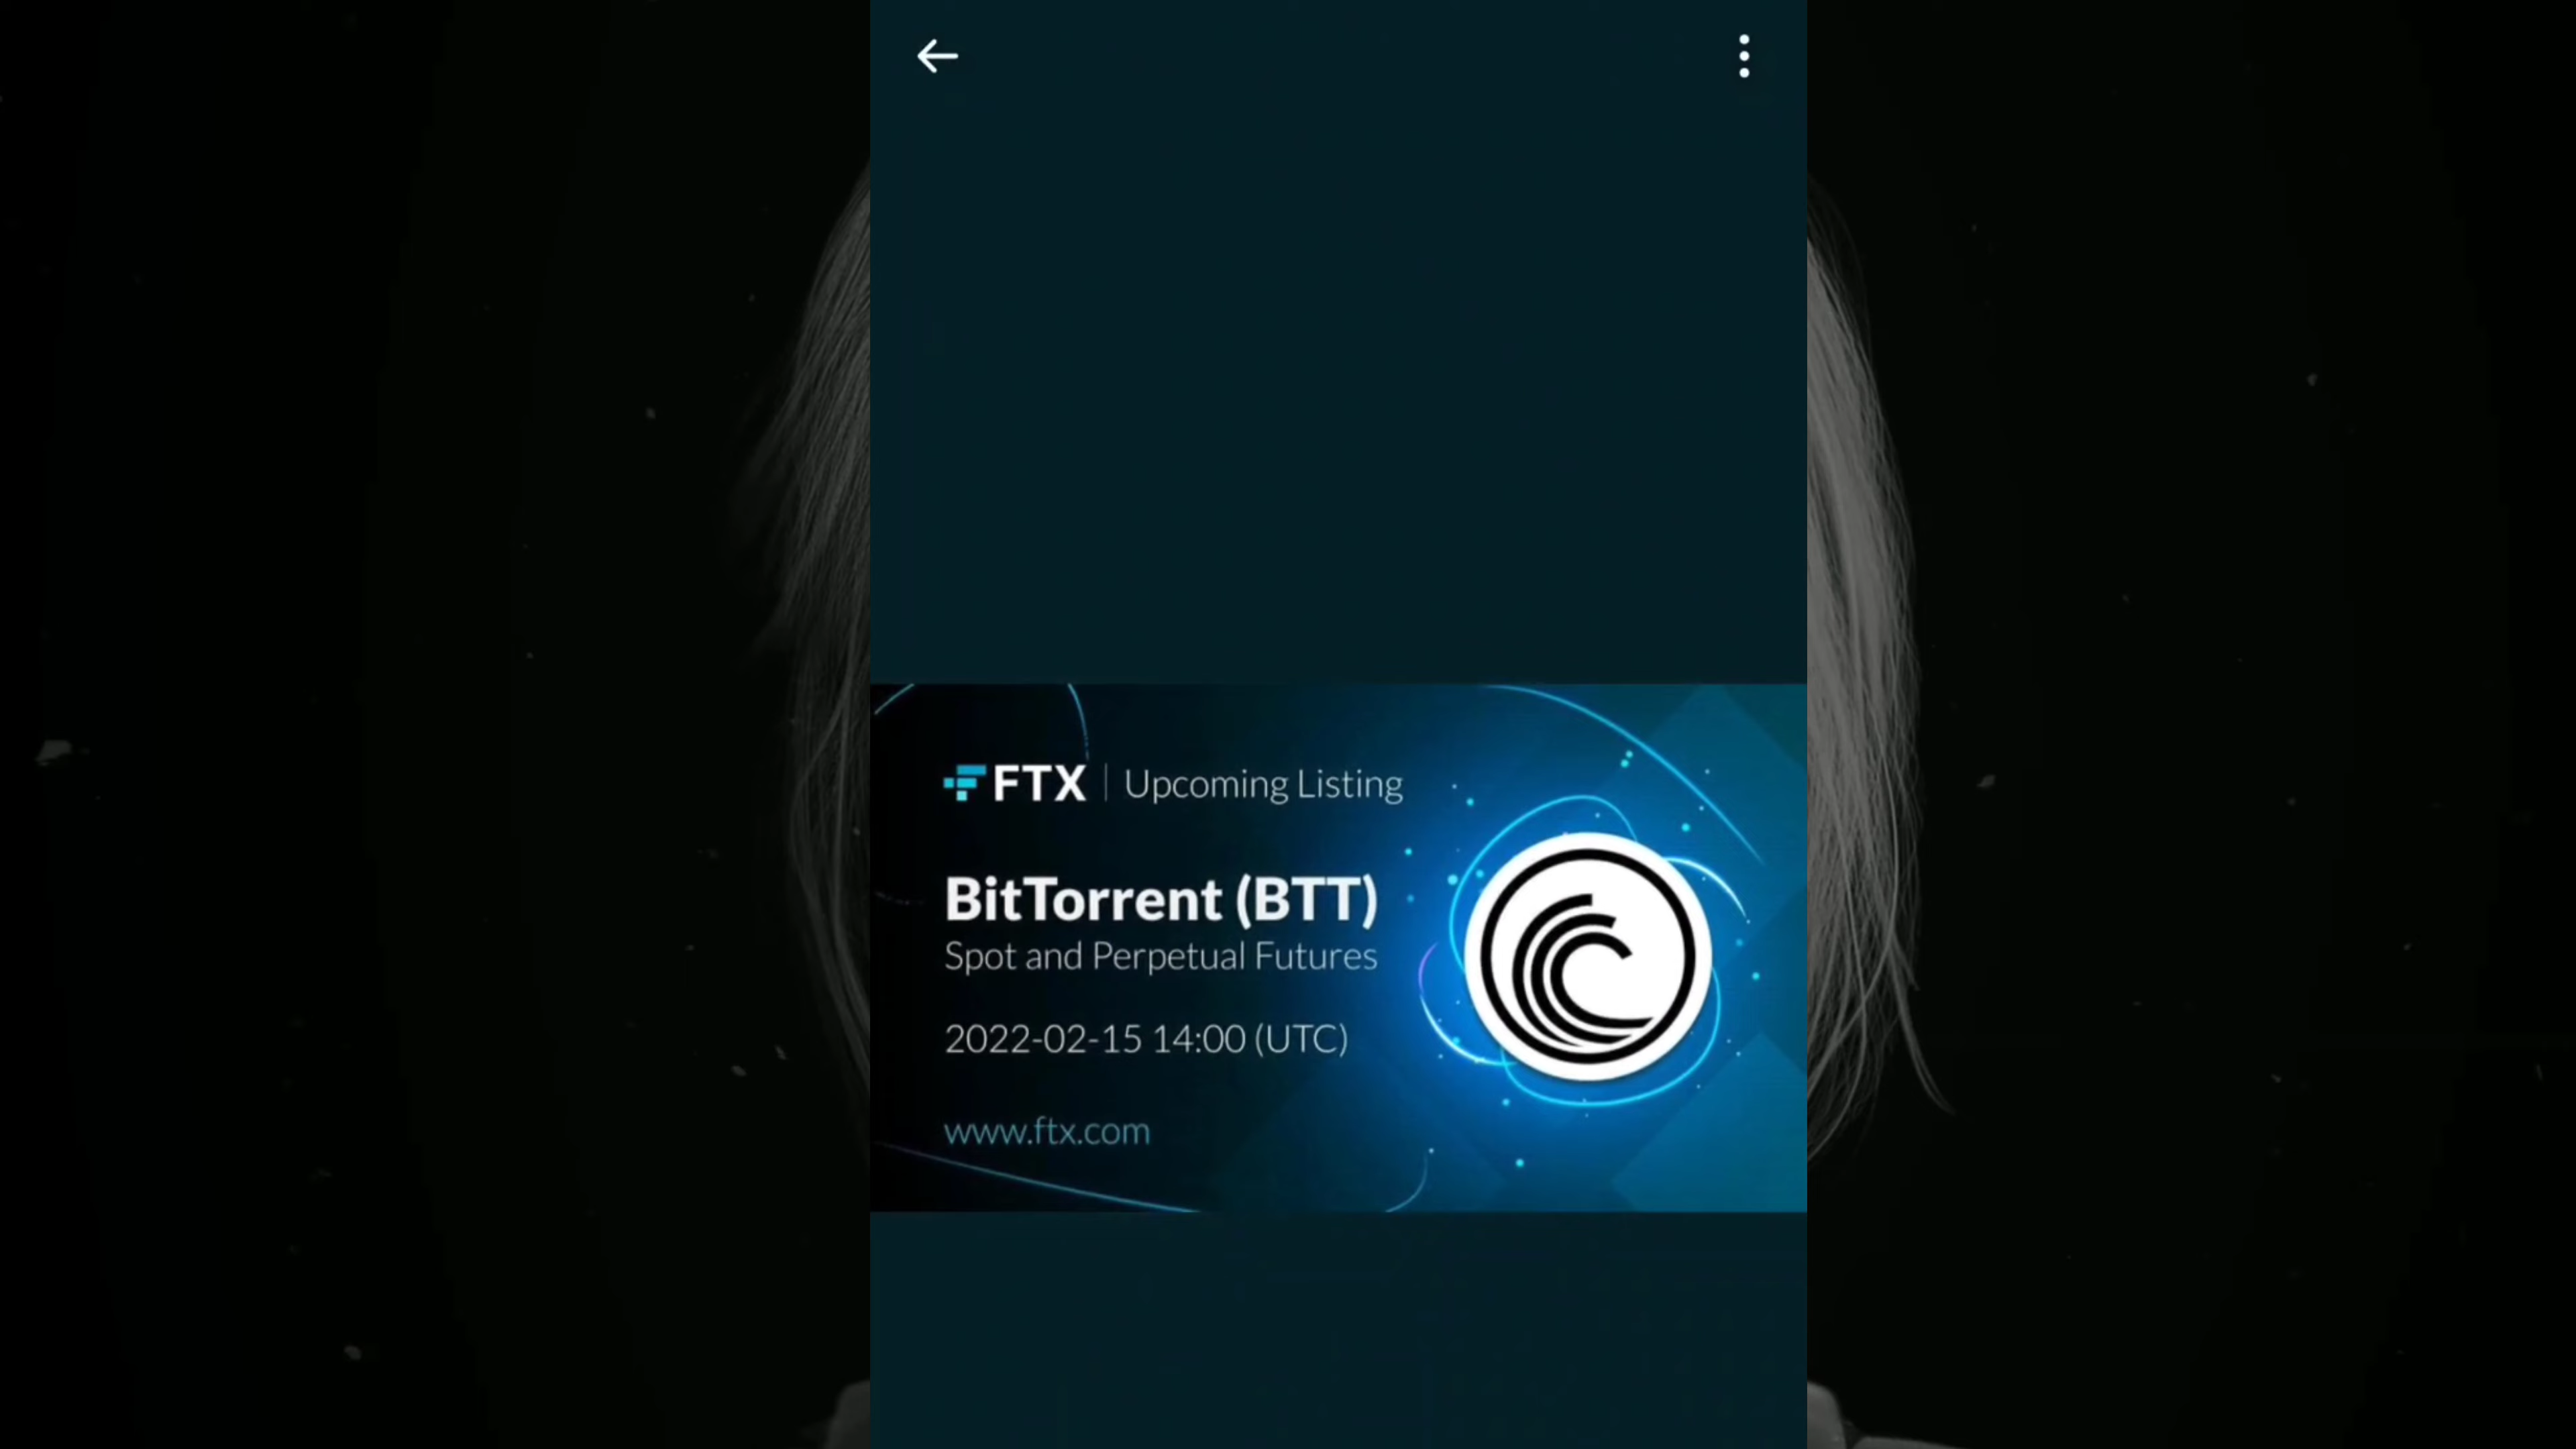 FTX | Upcoming Listing
BitTorrent (BTT)
Spot and Perpetual Futures
2022-02-15 14:00 (UTC)
www.ftx.com